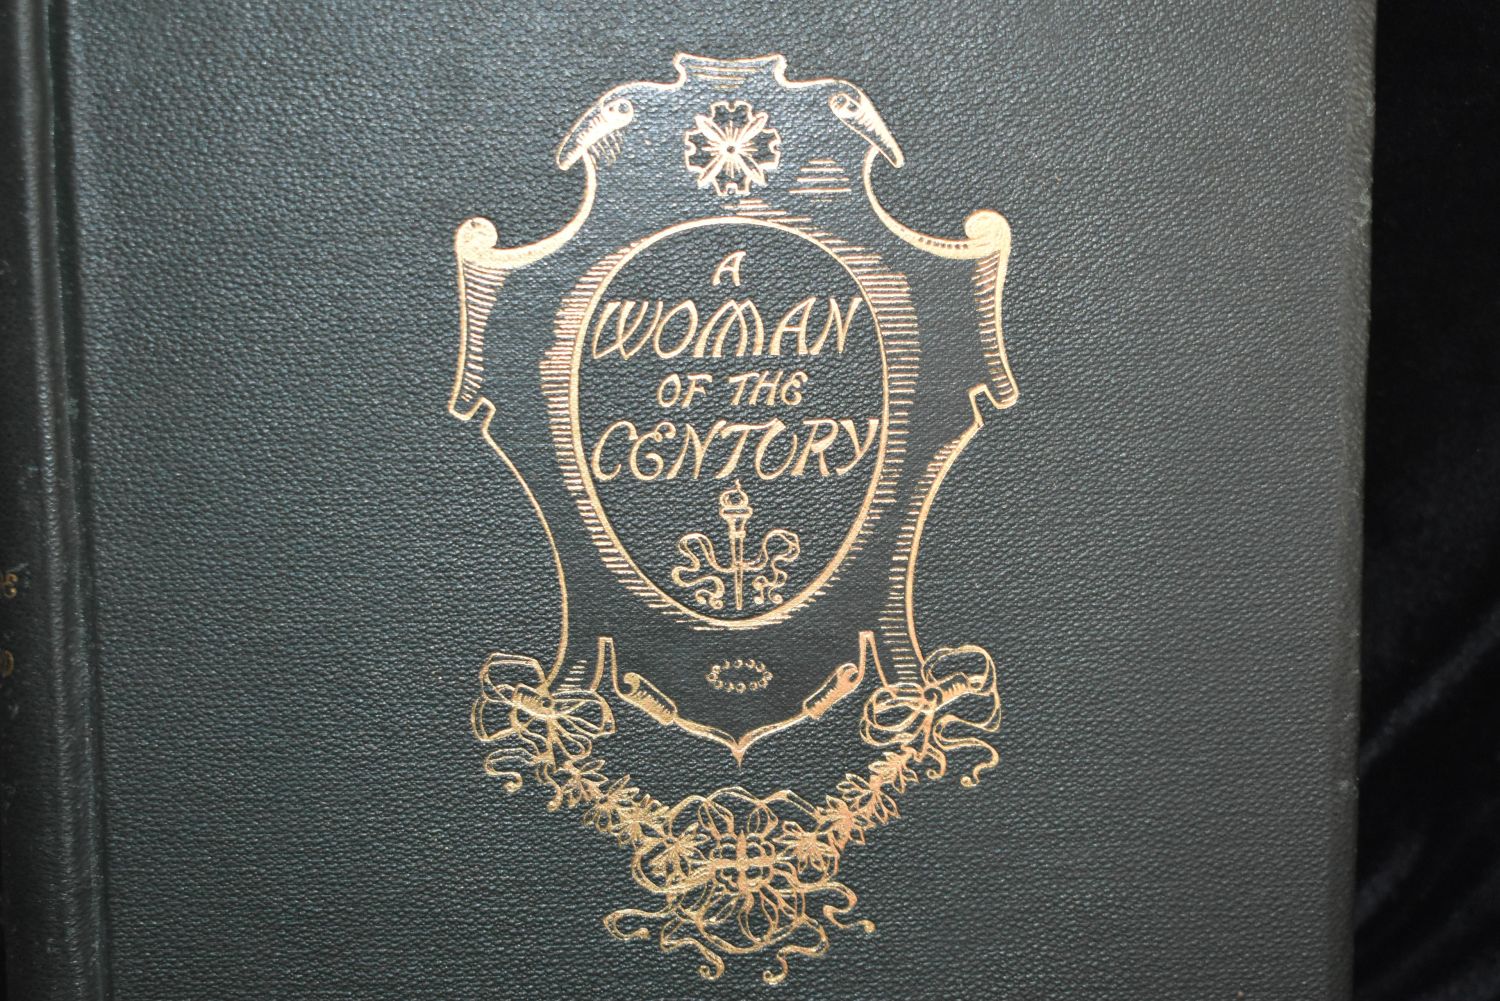 A
WOMAN
OF THE
CENTURY